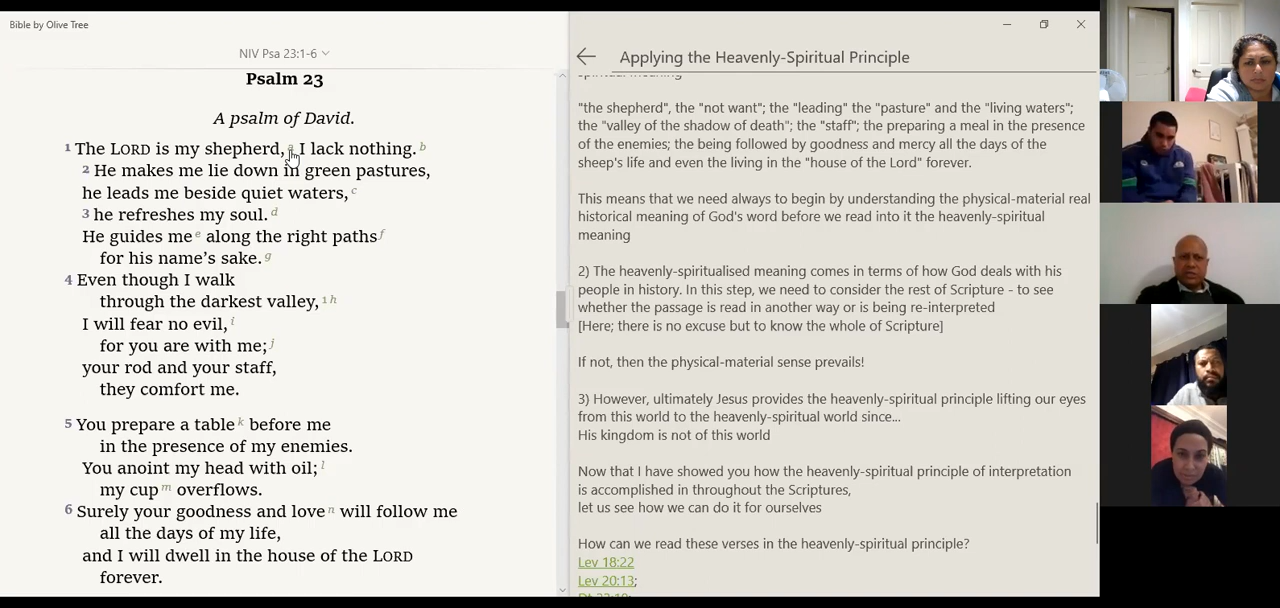 Bible by Olive Tree
NIV Psa 23:1-6
Psalm 23
A psalm of David.
1 The LORD is my shepherd, a I lack nothing. b
2 He makes me lie down in green pastures,
he leads me beside quiet waters, c
3 he refreshes my soul. d
He guides me e along the right paths f
for his name's sake. g
4 Even though I walk
through the darkest valley, 1 h
I will fear no evil, i
for you are with me; j
your rod and your staff,
they comfort me.
5 You prepare a table k before me
in the presence of my enemies.
You anoint my head with oil; l
my cup m overflows.
6 Surely your goodness and love n will follow me
all the days of my life,
and I will dwell in the house of the LORD
forever.
Applying the Heavenly-Spiritual Principle
spiritual meaning
"the shepherd", the "not want"; the "leading" the "pasture" and the "living waters";
the "valley of the shadow of death"; the "staff"; the preparing a meal in the presence
of the enemies; the being followed by goodness and mercy all the days of the
sheep's life and even the living in the "house of the Lord" forever.
This means that we need always to begin by understanding the physical-material real
historical meaning of God's word before we read into it the heavenly-spiritual
meaning
2) The heavenly-spiritualised meaning comes in terms of how God deals with his
people in history. In this step, we need to consider the rest of Scripture - to see
whether the passage is read in another way or is being re-interpreted
[Here; there is no excuse but to know the whole of Scripture]
If not, then the physical-material sense prevails!
3) However, ultimately Jesus provides the heavenly-spiritual principle lifting our eyes
from this world to the heavenly-spiritual world since...
His kingdom is not of this world
Now that I have showed you how the heavenly-spiritual principle of interpretation
is accomplished in throughout the Scriptures,
let us see how we can do it for ourselves
How can we read these verses in the heavenly-spiritual principle?
Lev 18:22
Lev 20:13;